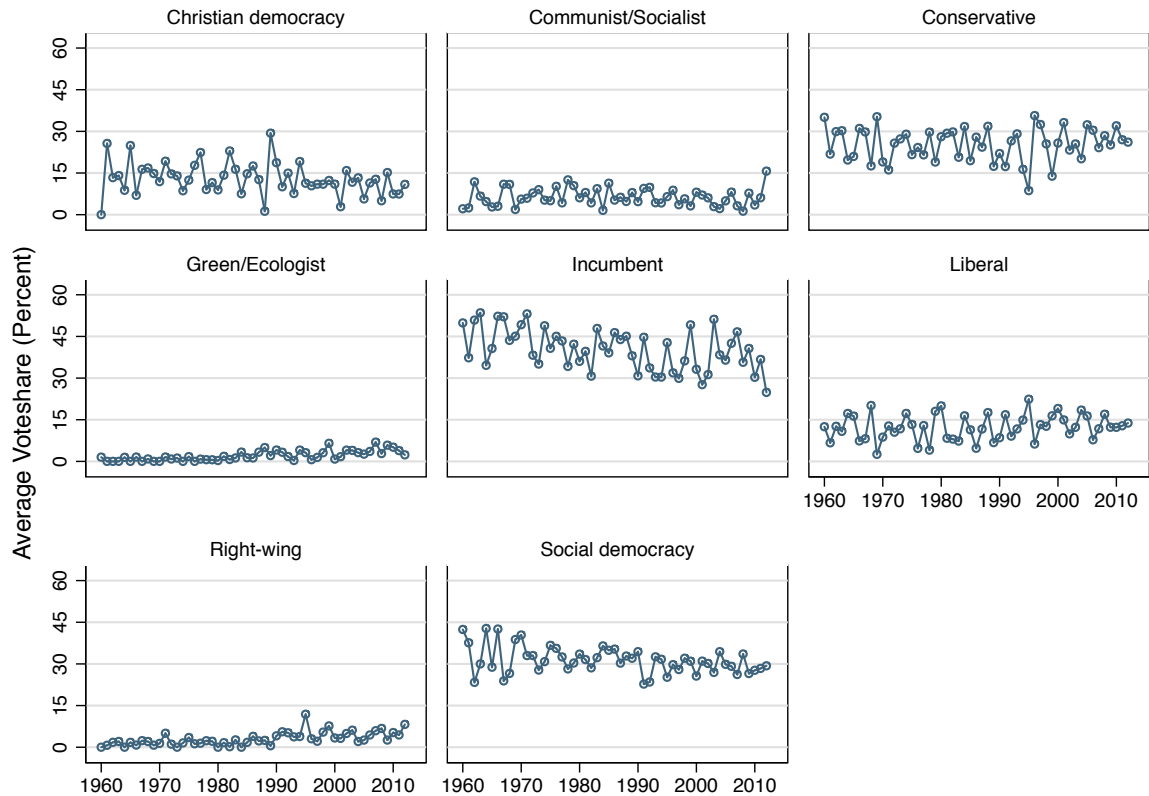 Christian democracy
Communist/Socialist
Conservative
60
45
30
15
0
Green/Ecologist
Incumbent
Liberal
60
45
30
15
0
1960 1970 1980 1990 2000 2010
Right-wing
Social democracy
60
45
30
15
0
1960 1970 1980 1990 2000 2010
1960 1970 1980 1990 2000 2010
Average Voteshare (Percent)